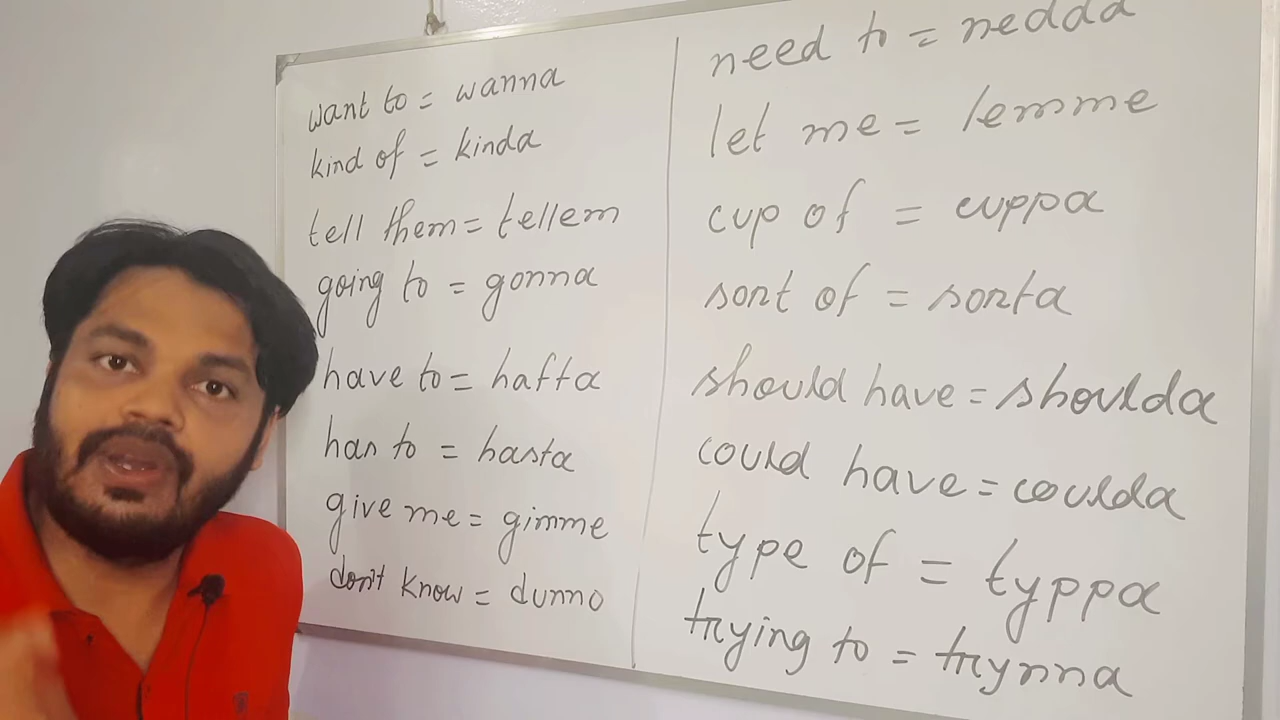 want to = wanna
kind of = kinda
tell them = tellem
going to = gonna
have to = hafta
has to = hasta
give me = gimme
don't know = dunno
need to = nedda
let me = lemme
cup of = cuppa
sort of = sorta
should have = shoulda
could have = coulda
type of = typpa
trying to = trynna